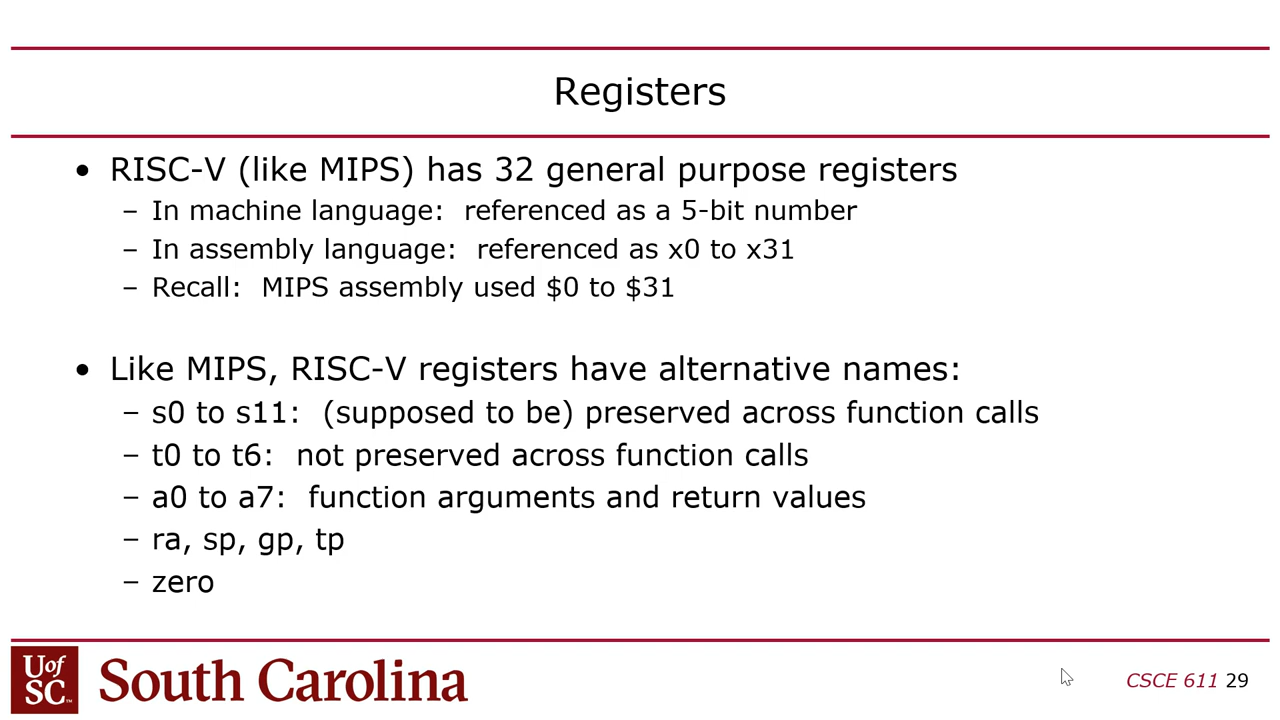 Registers
• RISC-V (like MIPS) has 32 general purpose registers
– In machine language:  referenced as a 5-bit number
– In assembly language:  referenced as x0 to x31
– Recall:  MIPS assembly used $0 to $31
• Like MIPS, RISC-V registers have alternative names:
– s0 to s11:  (supposed to be) preserved across function calls
– t0 to t6:  not preserved across function calls
– a0 to a7:  function arguments and return values
– ra, sp, gp, tp
– zero
U of
SC™
South Carolina
CSCE 611 29